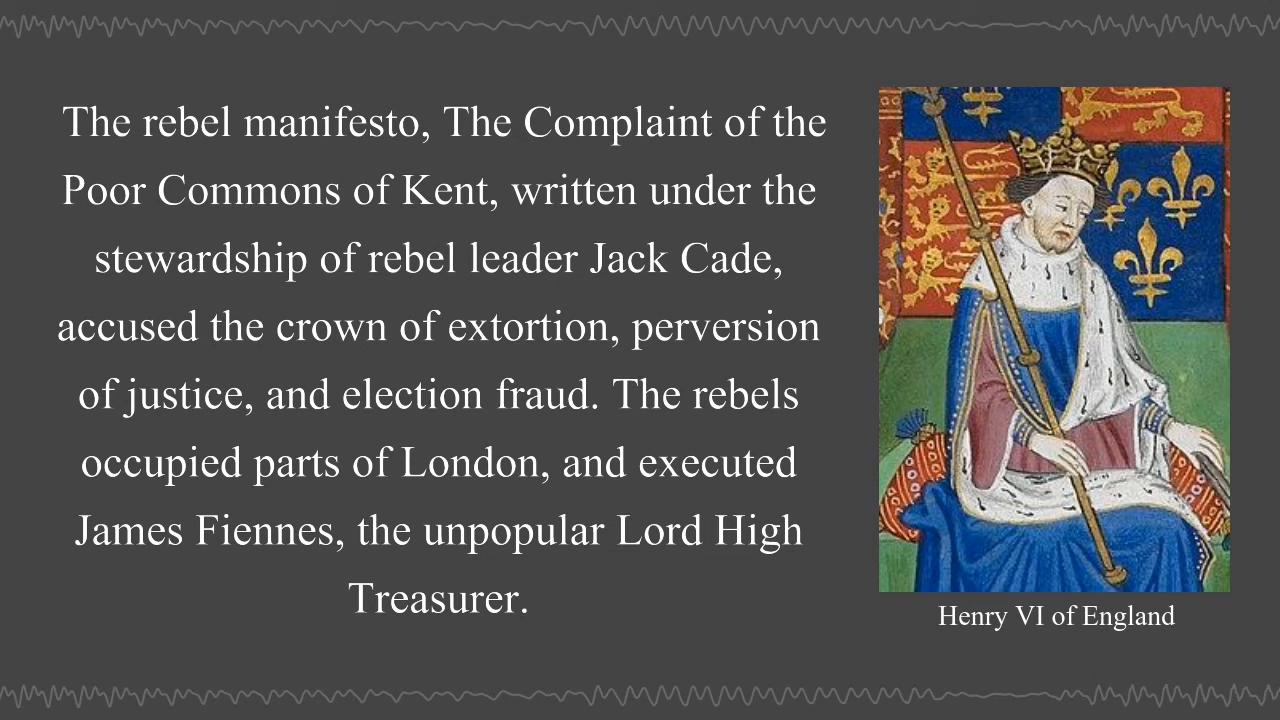 The rebel manifesto, The Complaint of the
Poor Commons of Kent, written under the
stewardship of rebel leader Jack Cade,
accused the crown of extortion, perversion
of justice, and election fraud. The rebels
occupied parts of London, and executed
James Fiennes, the unpopular Lord High
Treasurer.
Henry VI of England